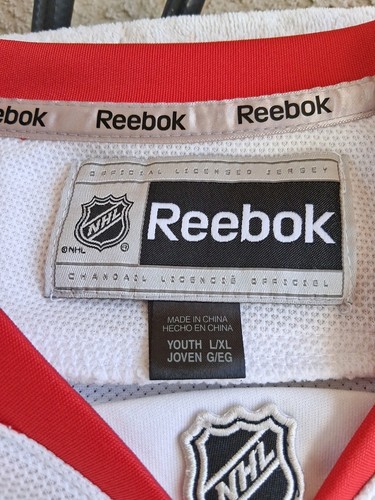 Reebok Reebok Reebok
OFFICIAL LICENSED JERSEY
NHL
©NHL ®
Reebok
CHANDAIL LICENCIÉ OFFICIEL
MADE IN CHINA
HECHO EN CHINA
YOUTH L/XL
JOVEN G/EG
NHL